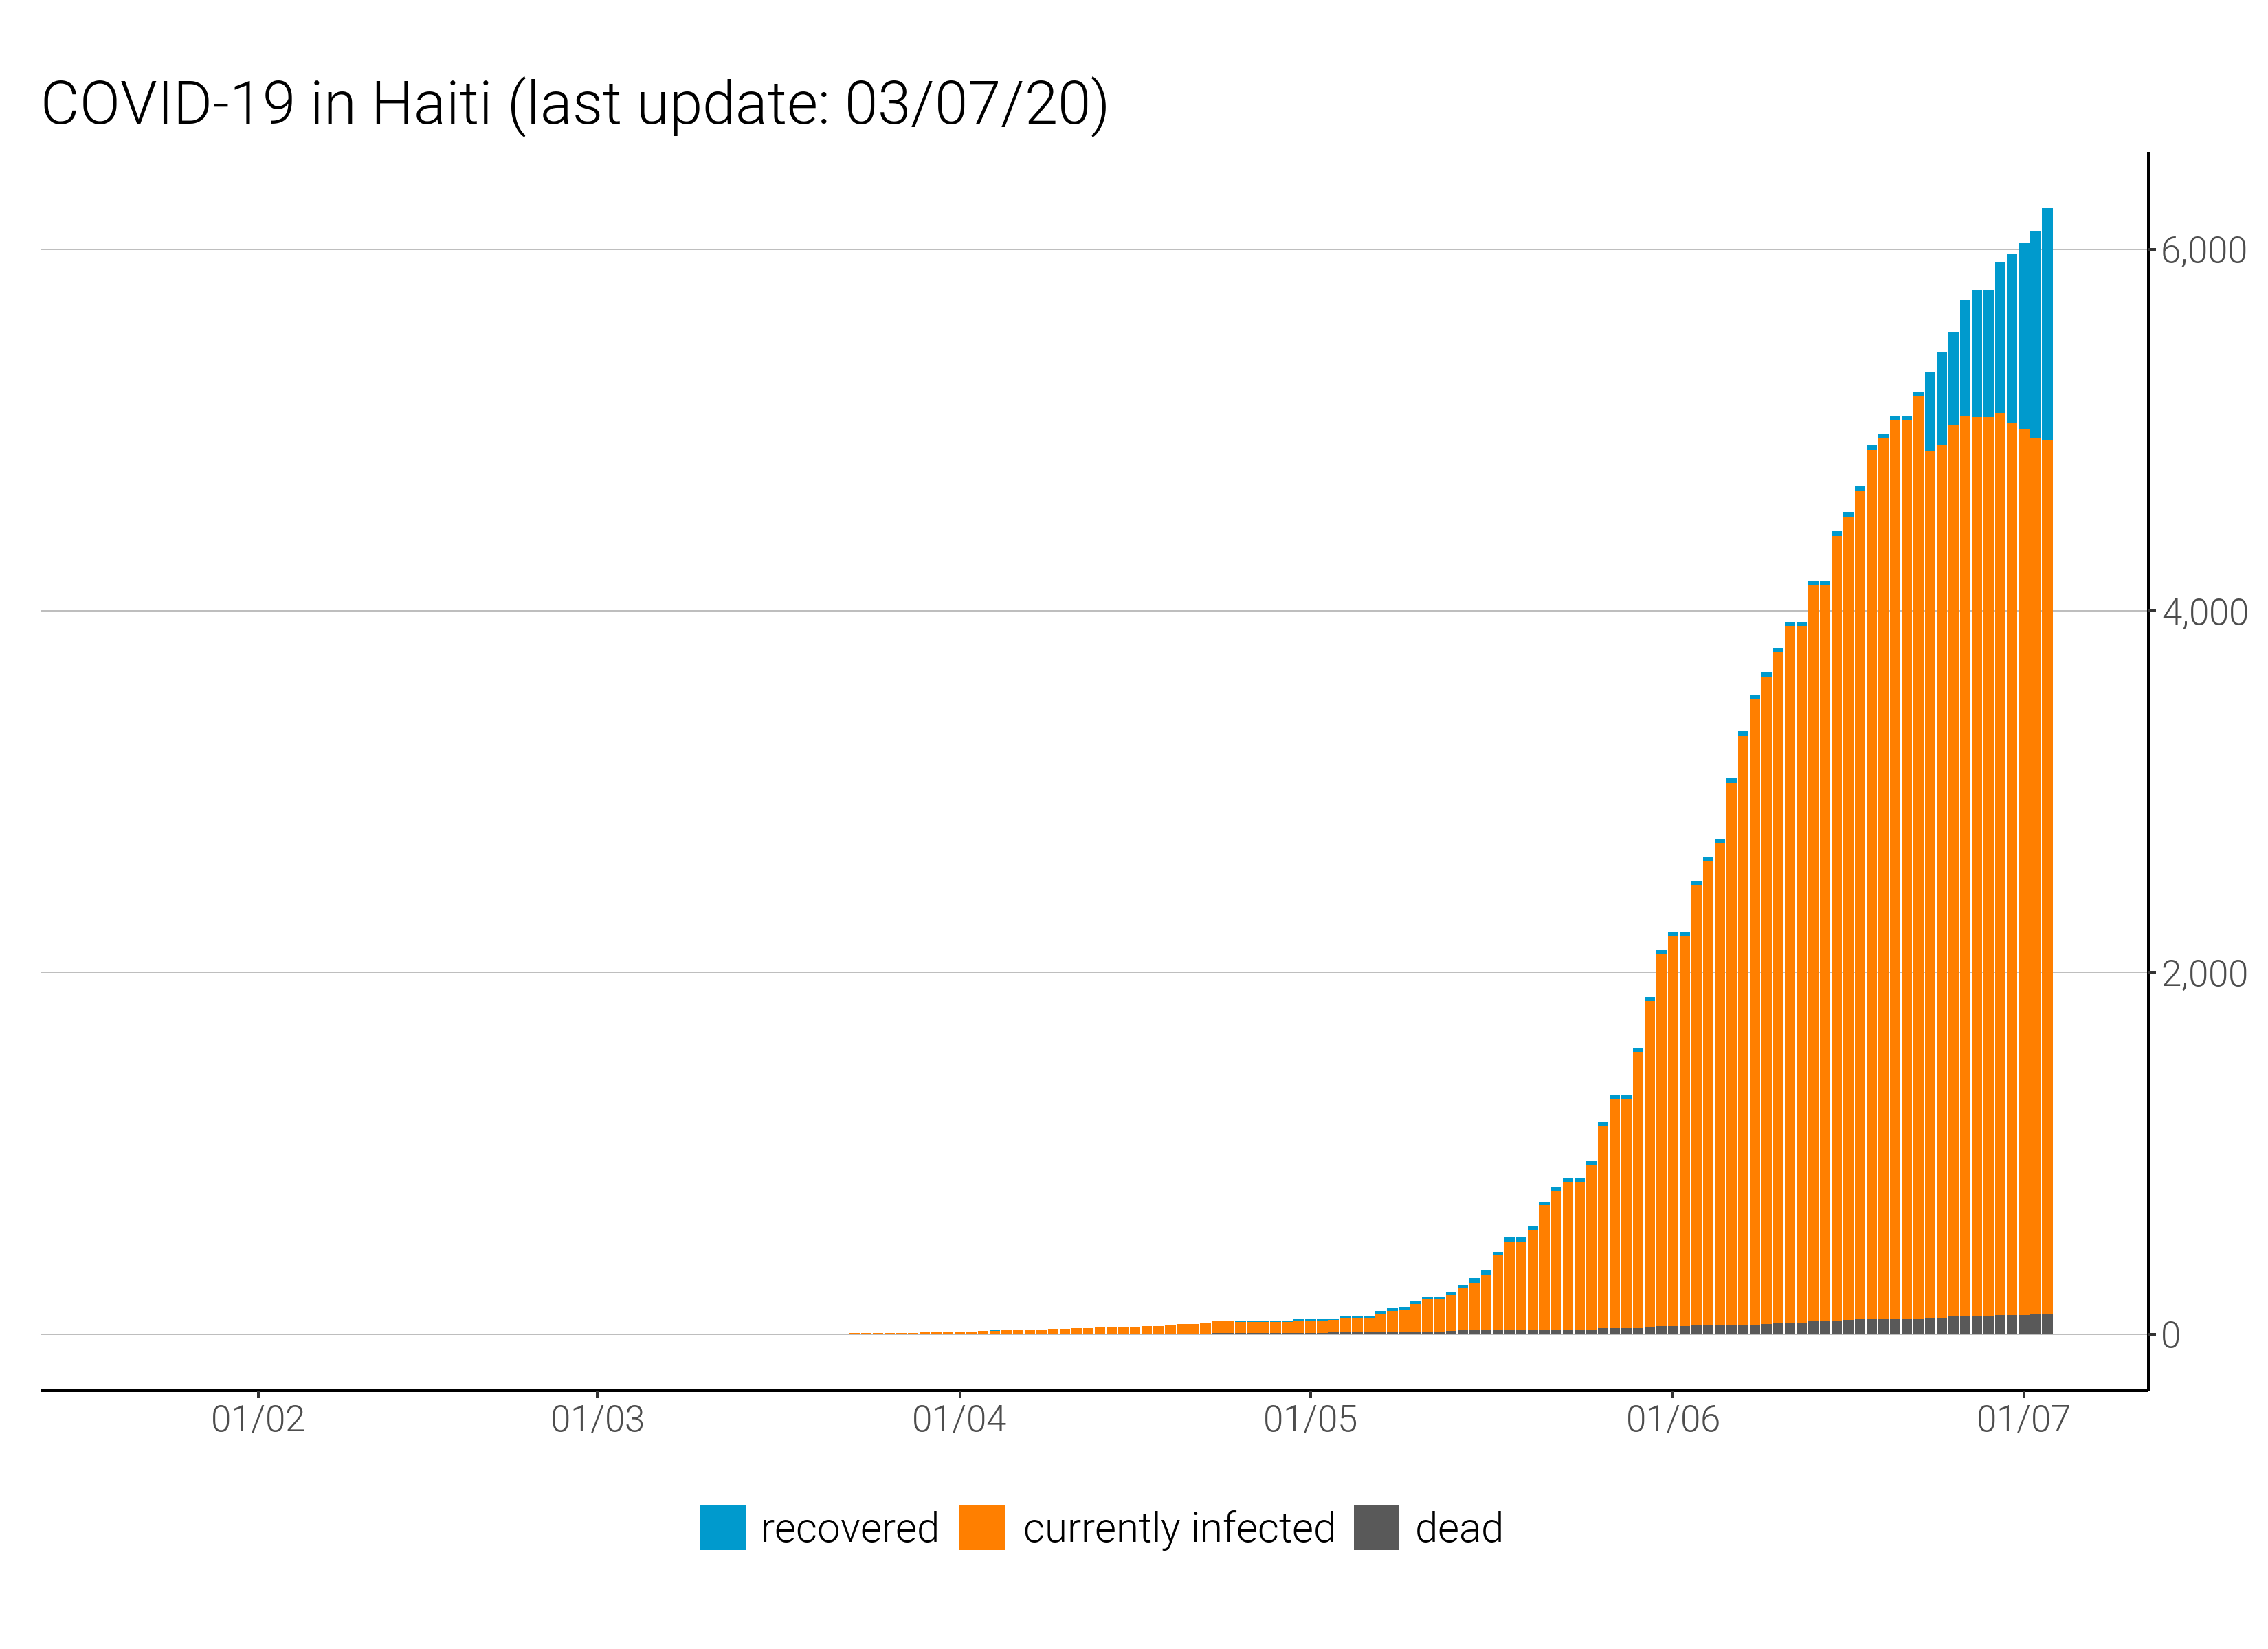 COVID-19 in Haiti (last update: 03/07/20)
6,000
4,000
2,000
0
01/02 01/03 01/04 01/05 01/06 01/07
recovered currently infected dead